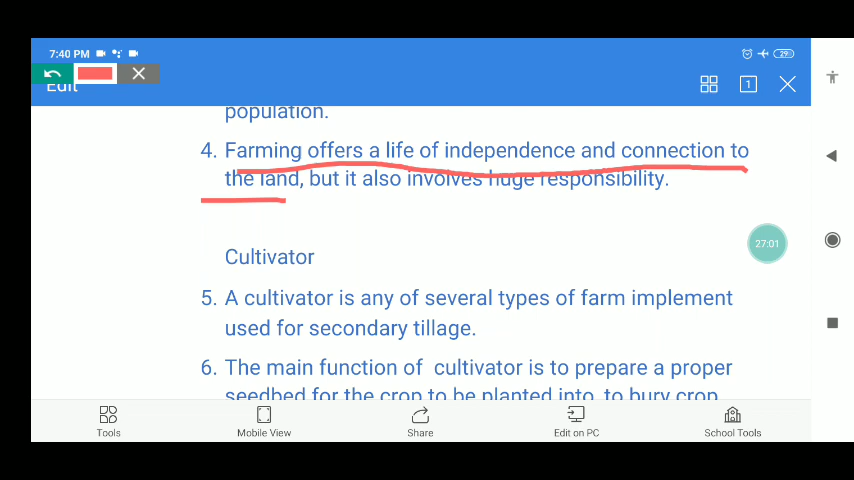 7:40 PM
29
Edit
1
population.
4. Farming offers a life of independence and connection to
the land, but it also involves huge responsibility.
27:01
Cultivator
5. A cultivator is any of several types of farm implement
used for secondary tillage.
6. The main function of cultivator is to prepare a proper
seedbed for the crop to be planted into, to bury crop
Tools
Mobile View
Share
Edit on PC
School Tools